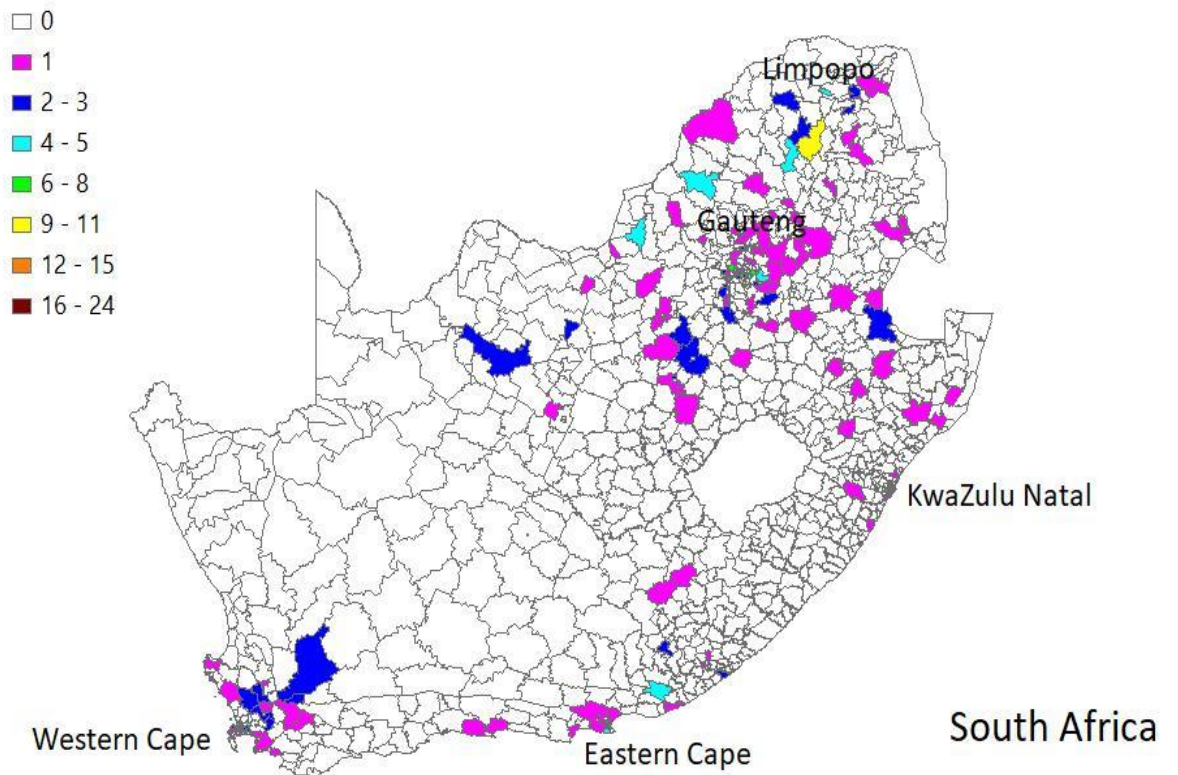 0
1
2 - 3
4 - 5
6 - 8
9 - 11
12 - 15
16 - 24
Limpopo
Gauteng
KwaZulu Natal
Western Cape
Eastern Cape
South Africa